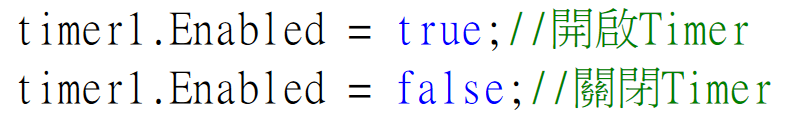 timer1.Enabled = true;//開啟Timer
timer1.Enabled = false;//關閉Timer